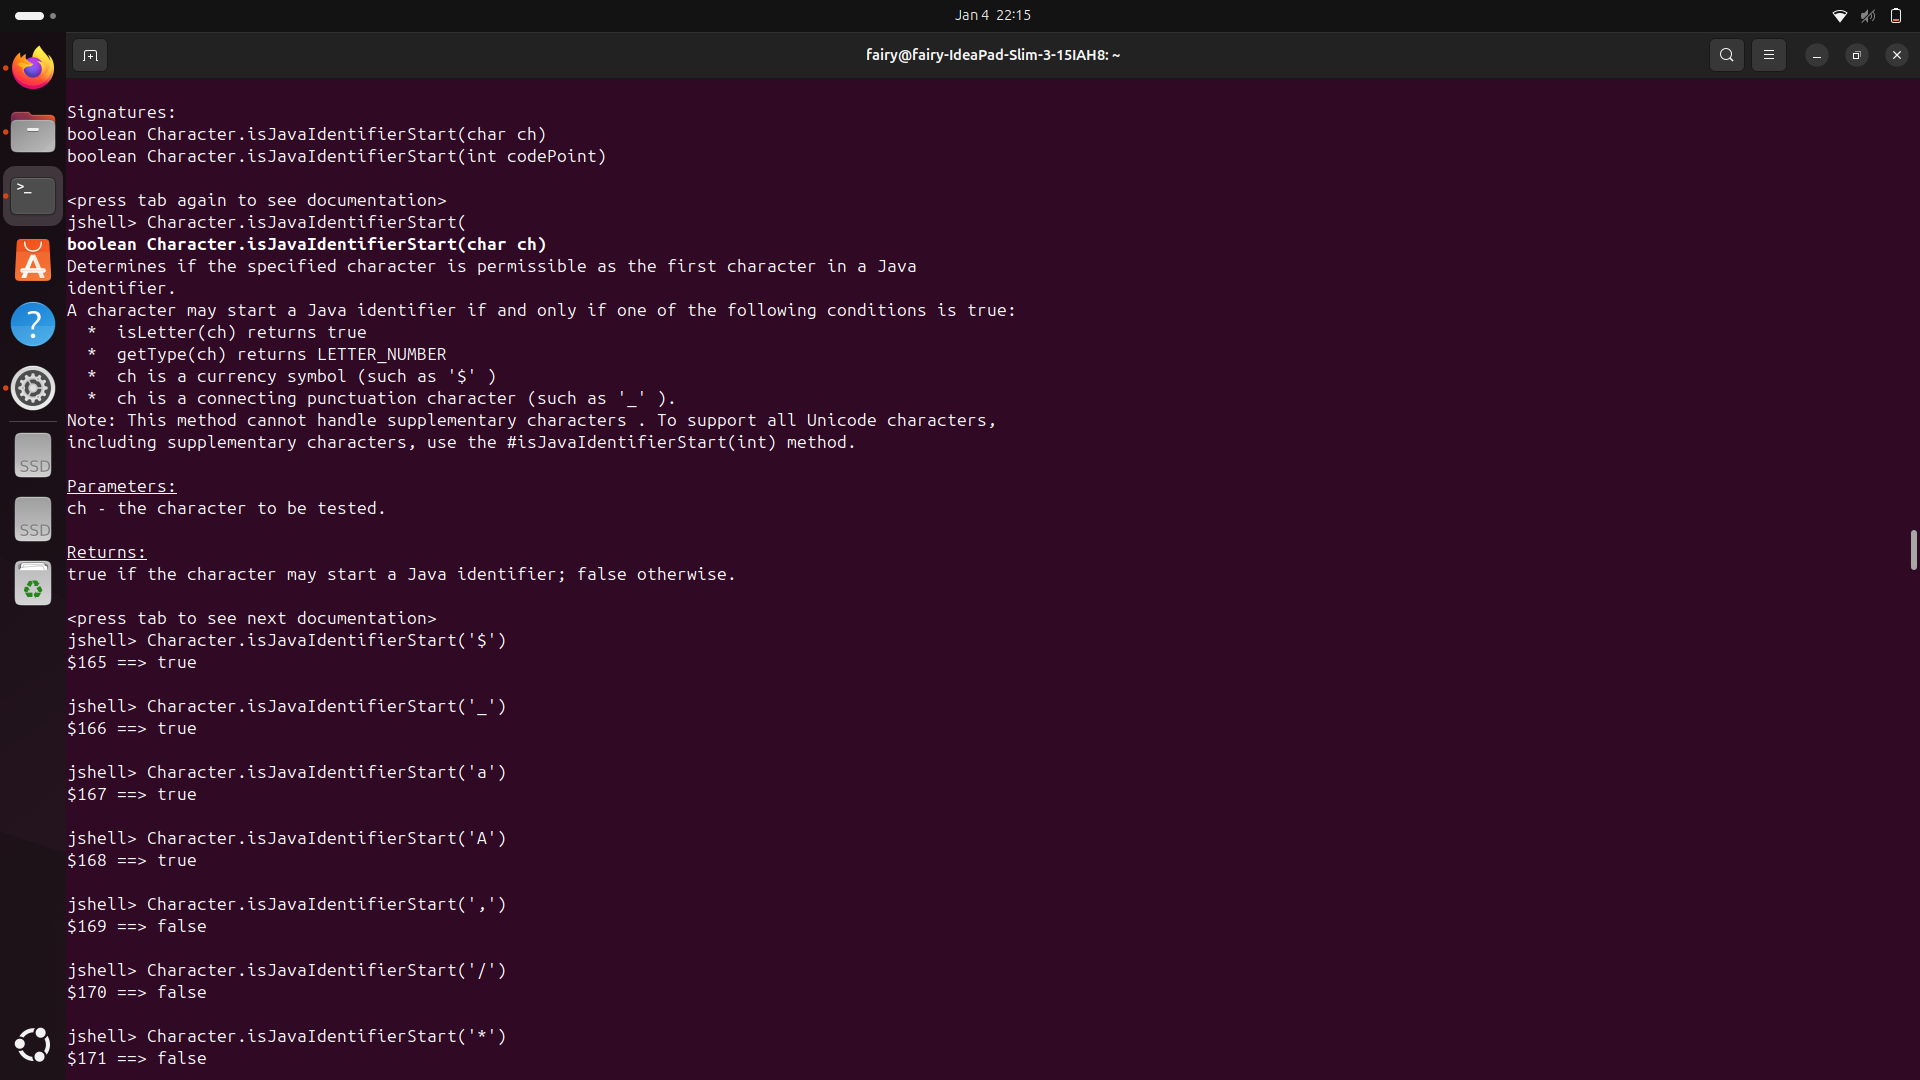 Jan 4 22:15
fairy@fairy-IdeaPad-Slim-3-15IAH8: ~
Signatures:
boolean Character.isJavaIdentifierStart(char ch)
boolean Character.isJavaIdentifierStart(int codePoint)
<press tab again to see documentation>
jshell> Character.isJavaIdentifierStart(
boolean Character.isJavaIdentifierStart(char ch)
Determines if the specified character is permissible as the first character in a Java
identifier.
A character may start a Java identifier if and only if one of the following conditions is true:
  *  isLetter(ch) returns true
  *  getType(ch) returns LETTER_NUMBER
  *  ch is a currency symbol (such as '$' )
  *  ch is a connecting punctuation character (such as '_' ).
Note: This method cannot handle supplementary characters . To support all Unicode characters,
including supplementary characters, use the #isJavaIdentifierStart(int) method.
Parameters:
ch - the character to be tested.
Returns:
true if the character may start a Java identifier; false otherwise.
<press tab to see next documentation>
jshell> Character.isJavaIdentifierStart('$')
$165 ==> true
jshell> Character.isJavaIdentifierStart('_')
$166 ==> true
jshell> Character.isJavaIdentifierStart('a')
$167 ==> true
jshell> Character.isJavaIdentifierStart('A')
$168 ==> true
jshell> Character.isJavaIdentifierStart(',')
$169 ==> false
jshell> Character.isJavaIdentifierStart('/')
$170 ==> false
jshell> Character.isJavaIdentifierStart('*')
$171 ==> false
>_
?
SSD
SSD